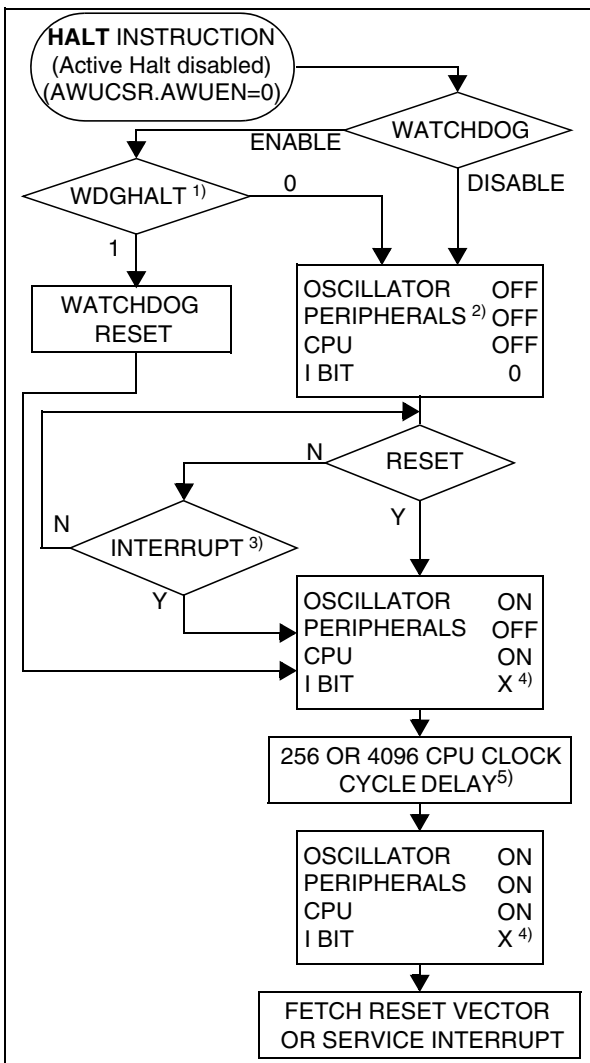 HALT INSTRUCTION
(Active Halt disabled)
(AWUCSR.AWUEN=0)
WATCHDOG
ENABLE
DISABLE
WDGHALT 1)
0
1
WATCHDOG
RESET
OSCILLATOR OFF
PERIPHERALS 2) OFF
CPU OFF
I BIT 0
RESET
N
Y
INTERRUPT 3)
N
Y
OSCILLATOR ON
PERIPHERALS OFF
CPU ON
I BIT X 4)
256 OR 4096 CPU CLOCK
CYCLE DELAY5)
OSCILLATOR ON
PERIPHERALS ON
CPU ON
I BIT X 4)
FETCH RESET VECTOR
OR SERVICE INTERRUPT